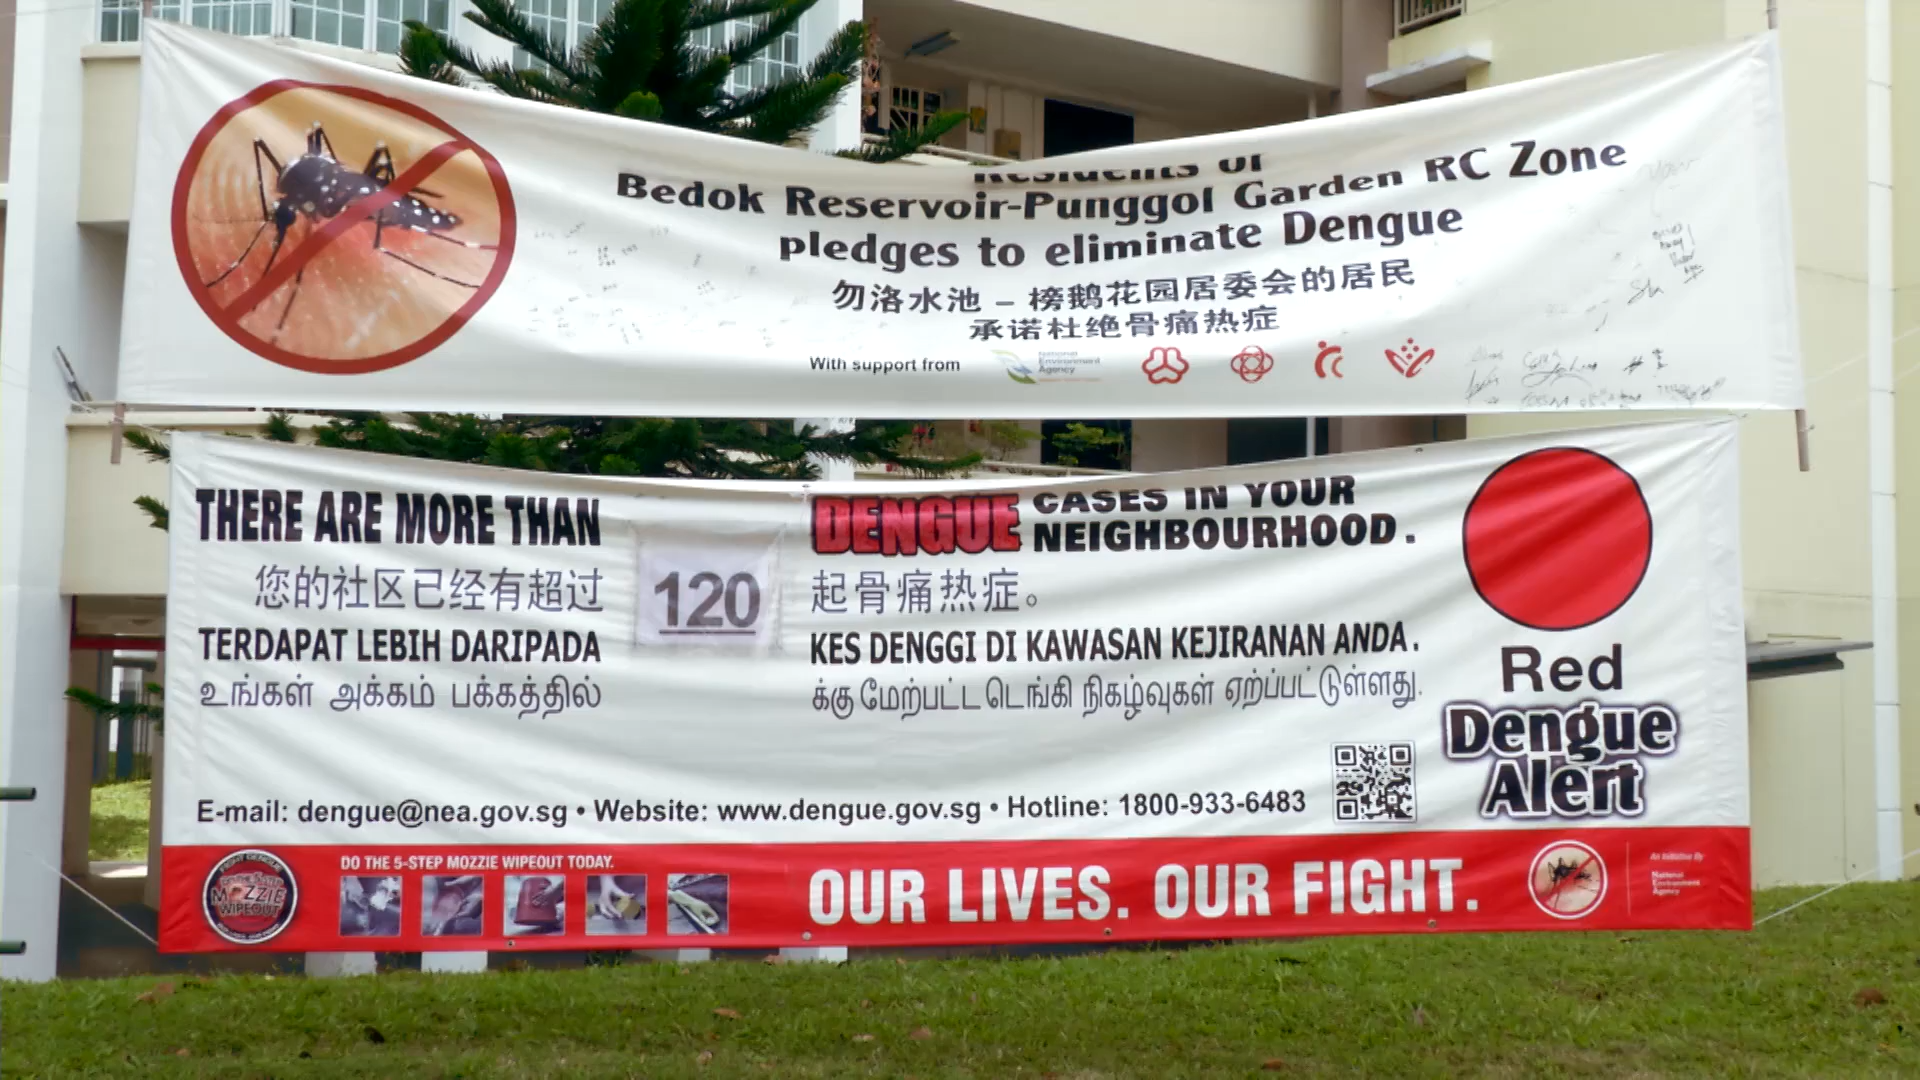 Residents of
Bedok Reservoir-Punggol Garden RC Zone
pledges to eliminate Dengue
勿洛水池 – 榜鹅花园居委会的居民
承诺杜绝骨痛热症
With support from
National
Environment
Agency
THERE ARE MORE THAN 120 DENGUE CASES IN YOUR NEIGHBOURHOOD.
您的社区已经有超过 起骨痛热症。
TERDAPAT LEBIH DARIPADA KES DENGGI DI KAWASAN KEJIRANAN ANDA.
உங்கள் அக்கம் பக்கத்தில் க்கு மேற்பட்ட டெங்கி நிகழ்வுகள் ஏற்ப்பட்டுள்ளது.
Red
Dengue
Alert
E-mail: dengue@nea.gov.sg • Website: www.dengue.gov.sg • Hotline: 1800-933-6483
FIGHT DENGUE
MOZZIE
WIPEOUT
DO THE 5-STEP MOZZIE WIPEOUT TODAY.
OUR LIVES. OUR FIGHT.
An Initiative By
National
Environment
Agency